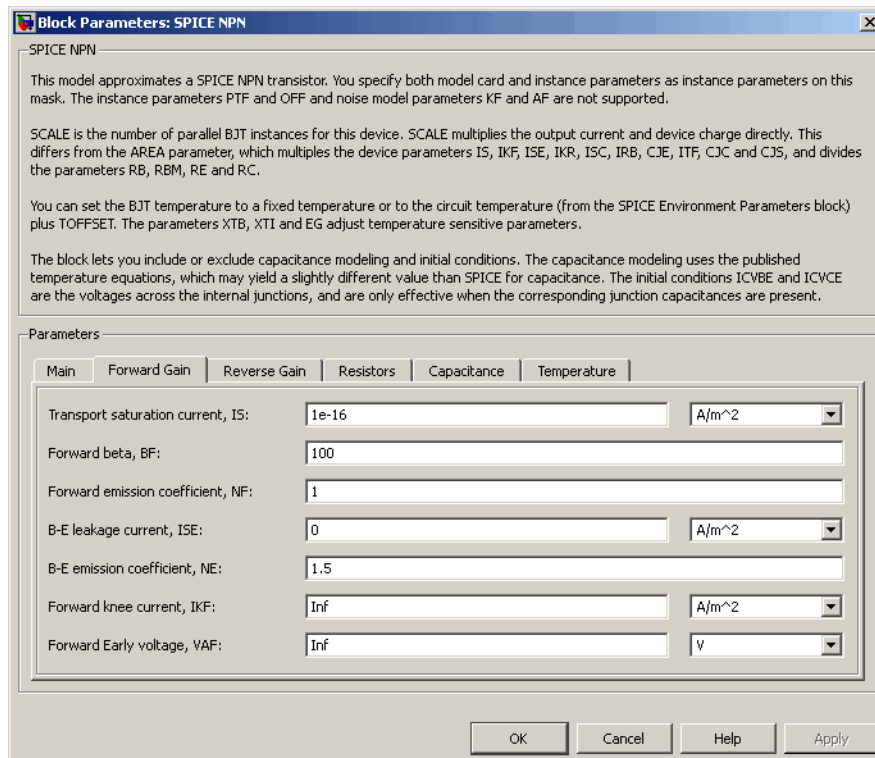 Block Parameters: SPICE NPN
SPICE NPN
This model approximates a SPICE NPN transistor. You specify both model card and instance parameters as instance parameters on this
mask. The instance parameters PTF and OFF and noise model parameters KF and AF are not supported.
SCALE is the number of parallel BJT instances for this device. SCALE multiplies the output current and device charge directly. This
differs from the AREA parameter, which multiples the device parameters IS, IKF, ISE, IKR, ISC, IRB, CJE, ITF, CJC and CJS, and divides
the parameters RB, RBM, RE and RC.
You can set the BJT temperature to a fixed temperature or to the circuit temperature (from the SPICE Environment Parameters block)
plus TOFFSET. The parameters XTB, XTI and EG adjust temperature sensitive parameters.
The block lets you include or exclude capacitance modeling and initial conditions. The capacitance modeling uses the published
temperature equations, which may yield a slightly different value than SPICE for capacitance. The initial conditions ICVBE and ICVCE
are the voltages across the internal junctions, and are only effective when the corresponding junction capacitances are present.
Parameters
Main Forward Gain Reverse Gain Resistors Capacitance Temperature
Transport saturation current, IS: 1e-16 A/m^2
Forward beta, BF: 100
Forward emission coefficient, NF: 1
B-E leakage current, ISE: 0 A/m^2
B-E emission coefficient, NE: 1.5
Forward knee current, IKF: Inf A/m^2
Forward Early voltage, VAF: Inf V
OK Cancel Help Apply